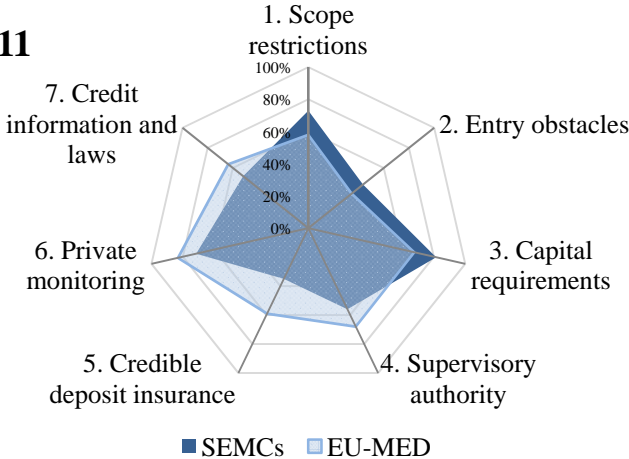 11
1. Scope
restrictions
2. Entry obstacles
3. Capital
requirements
4. Supervisory
authority
5. Credible
deposit insurance
6. Private
monitoring
7. Credit
information and
laws
100%
80%
60%
40%
20%
0%
SEMCs EU-MED